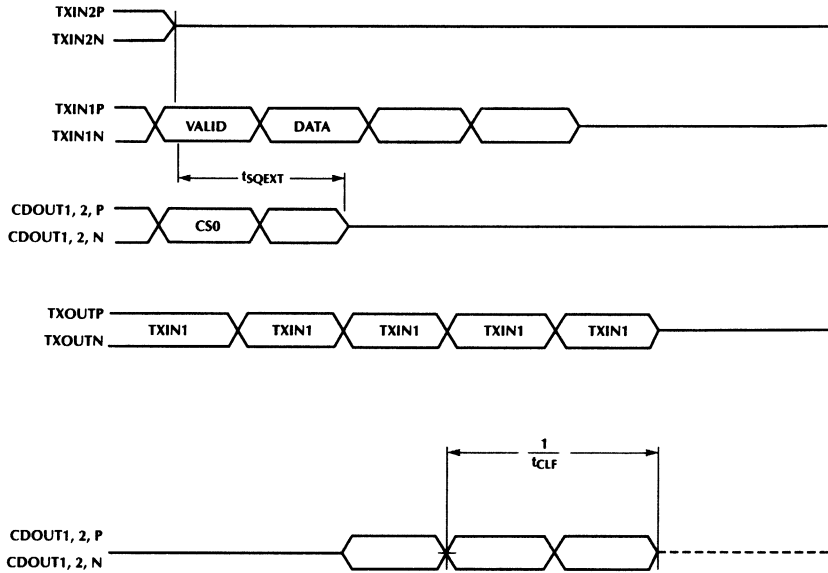 TXIN2P
TXIN2N
TXIN1P
TXIN1N
VALID DATA
tSQEXT
CDOUT1, 2, P
CDOUT1, 2, N
CS0
TXOUTP
TXOUTN
TXIN1 TXIN1 TXIN1 TXIN1 TXIN1
1
tCLF
CDOUT1, 2, P
CDOUT1, 2, N